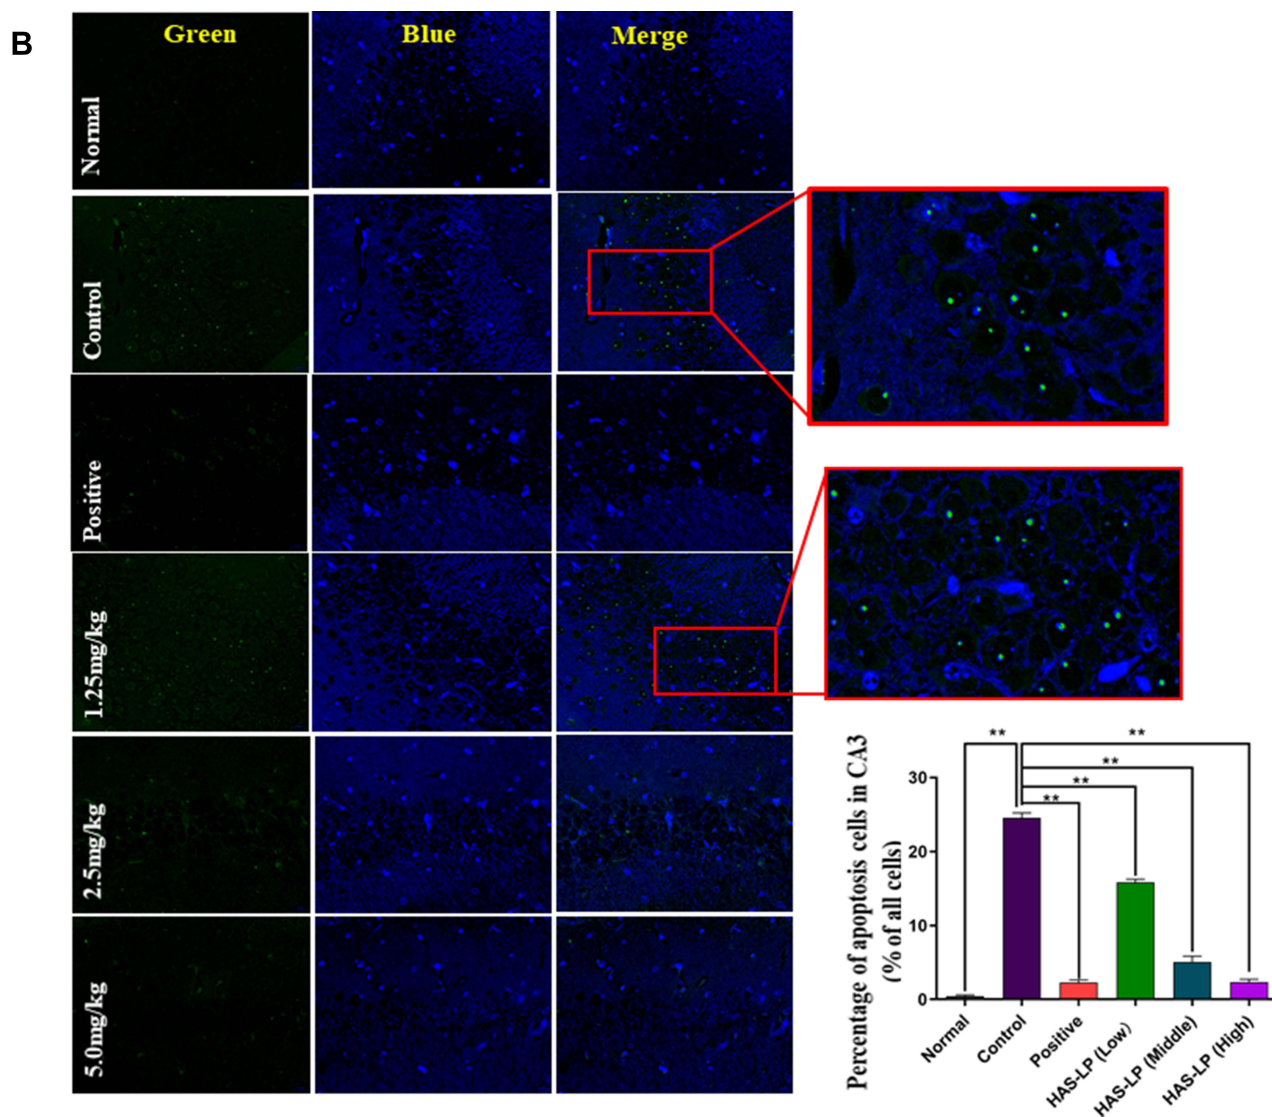 B
Green Blue Merge
Normal
Control
Positive
1.25mg/kg
2.5mg/kg
5.0mg/kg
Percentage of apoptosis cells in CA3
(% of all cells)
30
20
10
0
** **
**
**
**
Normal
Control
Positive
HAS-LP (Low)
HAS-LP (Middle)
HAS-LP (High)